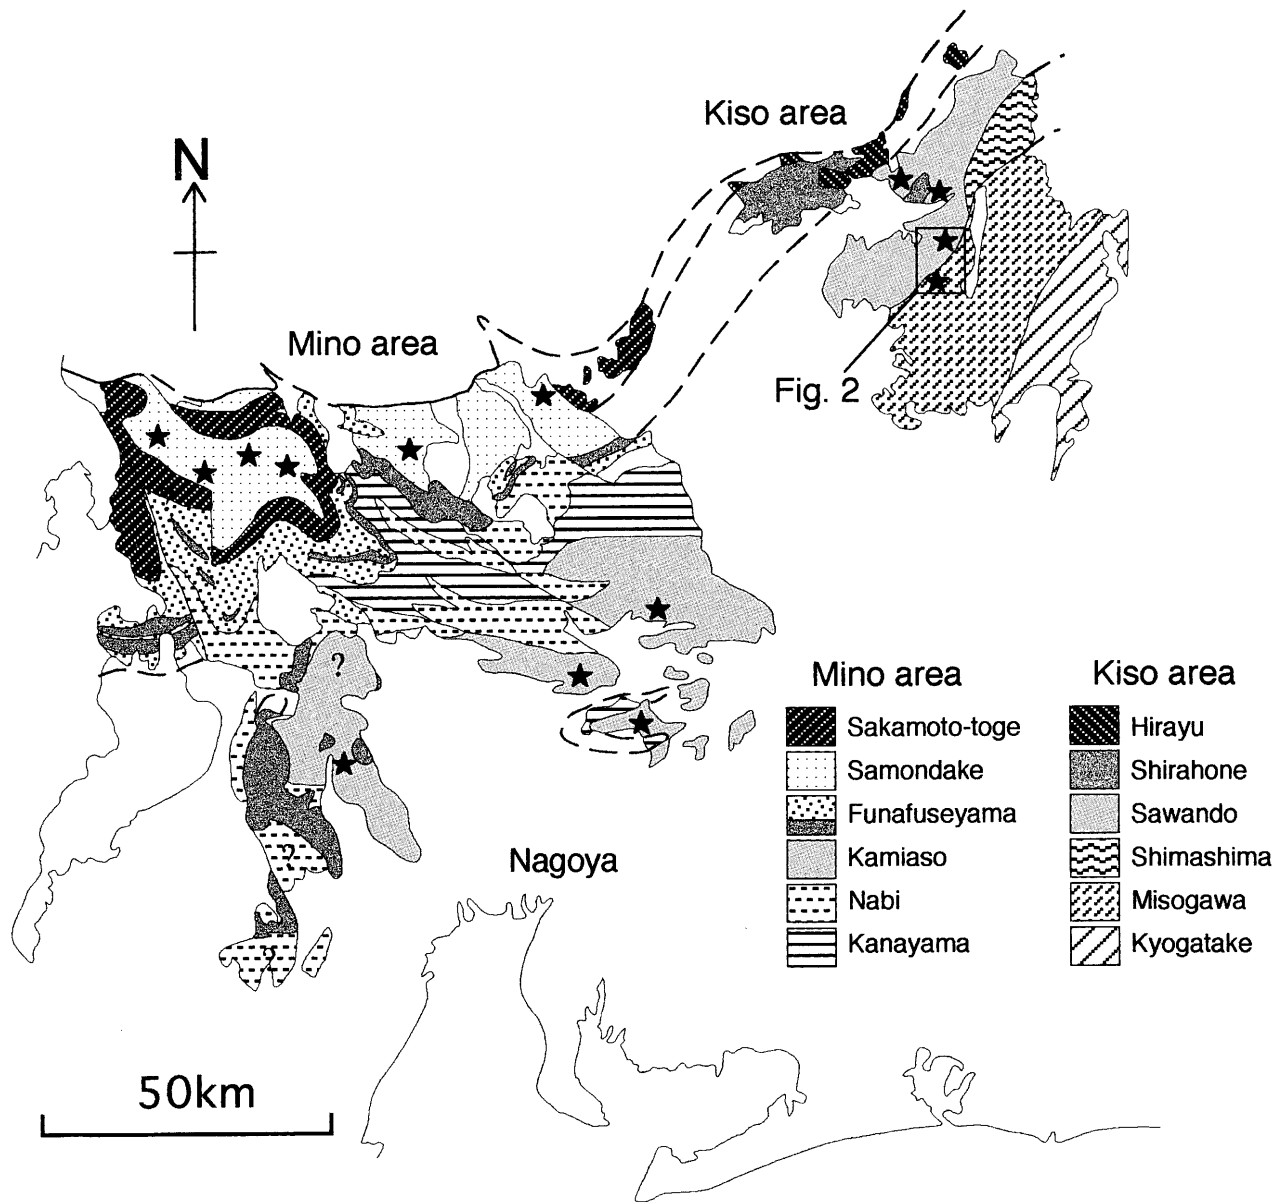 Kiso area
N
Mino area
Fig. 2
?
?
?
Nagoya
50km
Mino area
Sakamoto-toge
Samondake
Funafuseyama
Kamiaso
Nabi
Kanayama
Kiso area
Hirayu
Shirahone
Sawando
Shimashima
Misogawa
Kyogatake